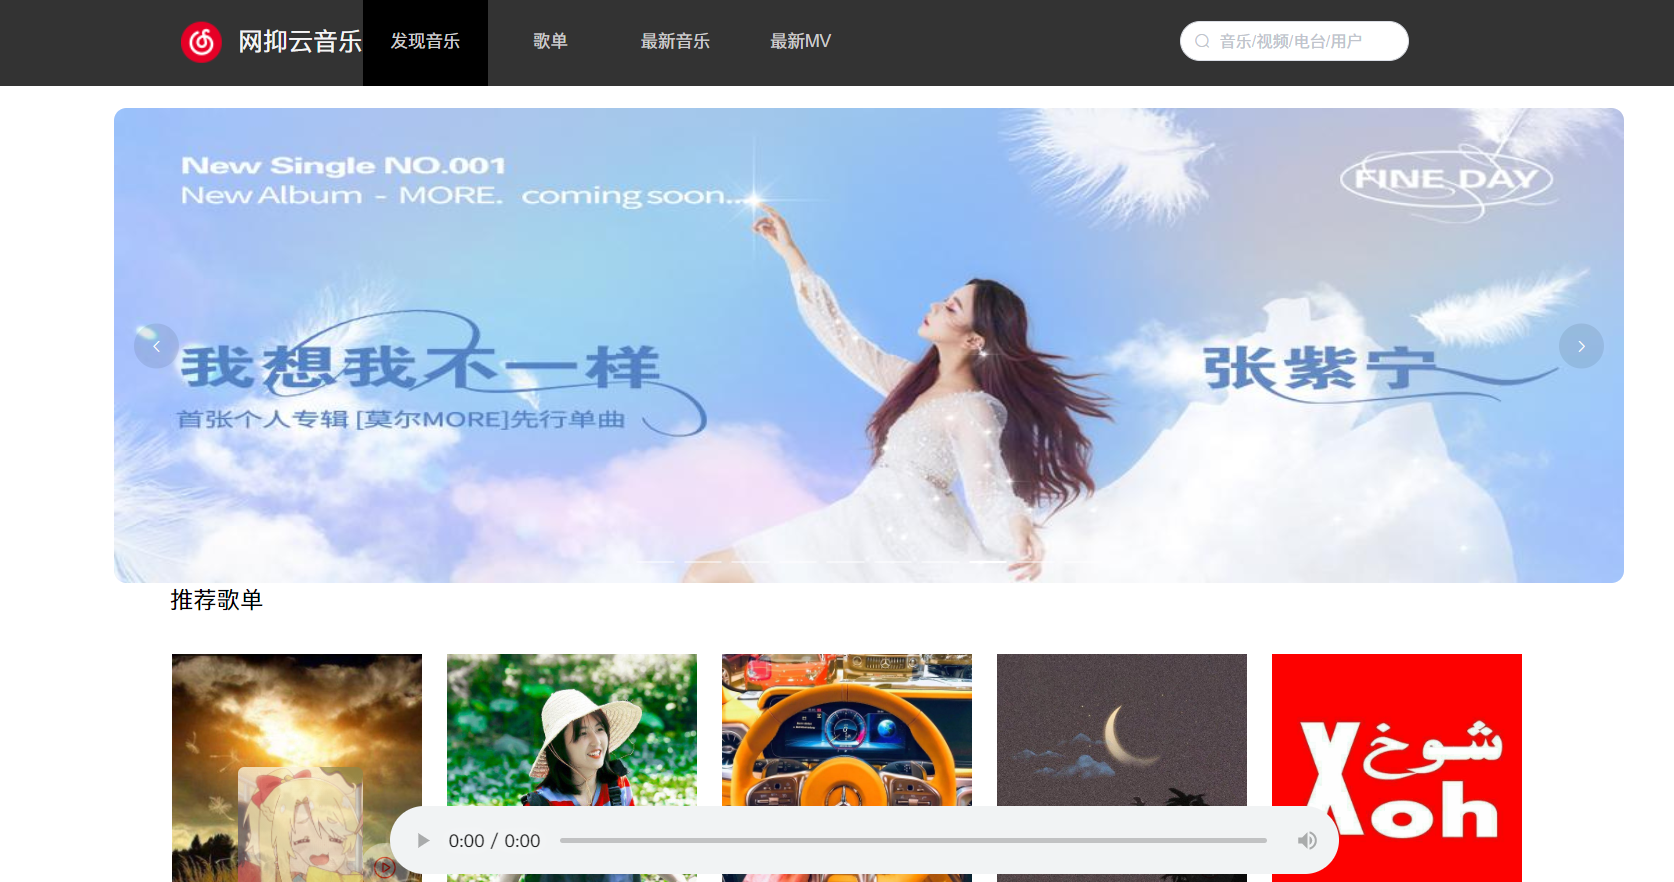 网抑云音乐
发现音乐
歌单
最新音乐
最新MV
音乐/视频/电台/用户
New Single NO.001
New Album - MORE. coming soon...
FINE DAY
我想我不一样
首张个人专辑 [莫尔MORE]先行单曲
张紫宁
推荐歌单
شوخ
Xoh
0:00 / 0:00